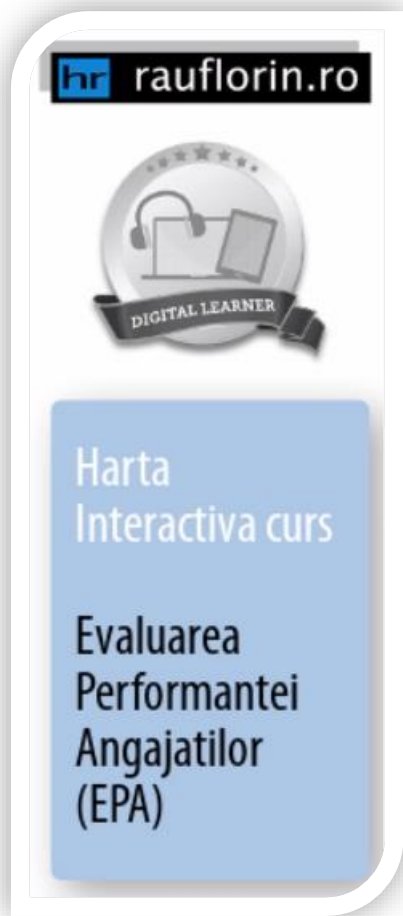 hr rauflorin.ro
DIGITAL LEARNER
Harta
Interactiva curs
Evaluarea
Performantei
Angajatilor
(EPA)